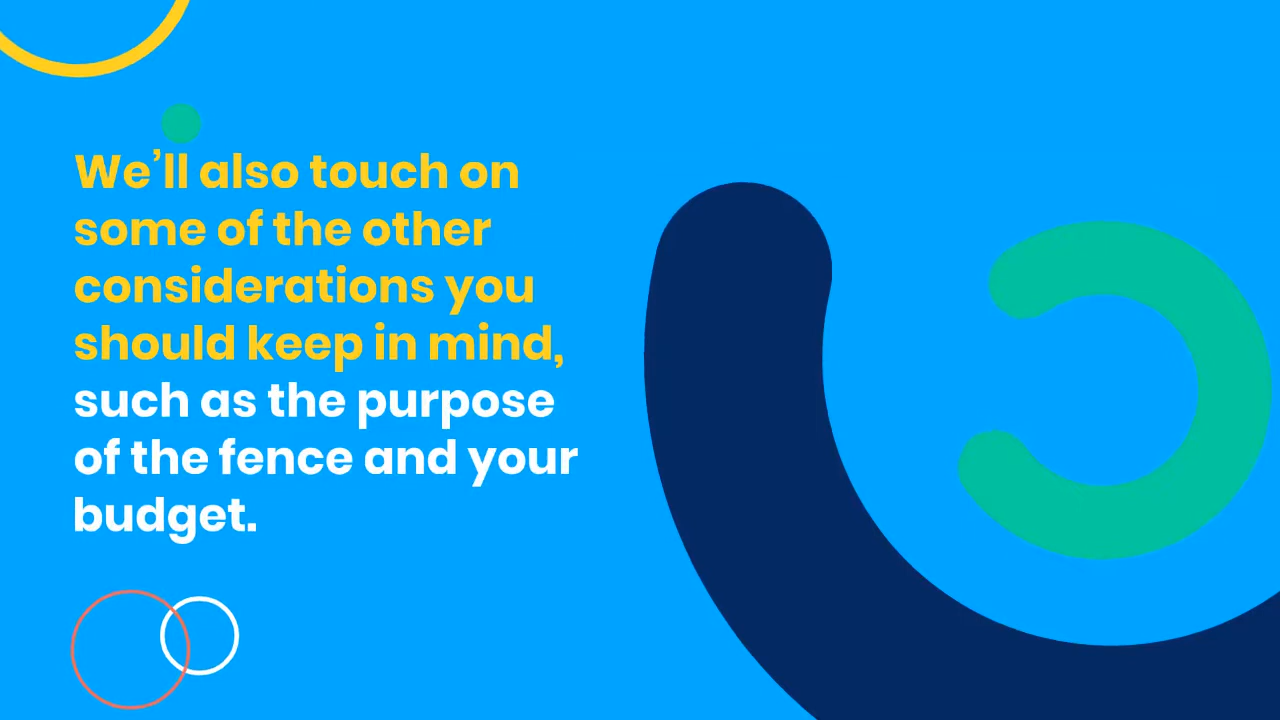 We’ll also touch on
some of the other
considerations you
should keep in mind,
such as the purpose
of the fence and your
budget.